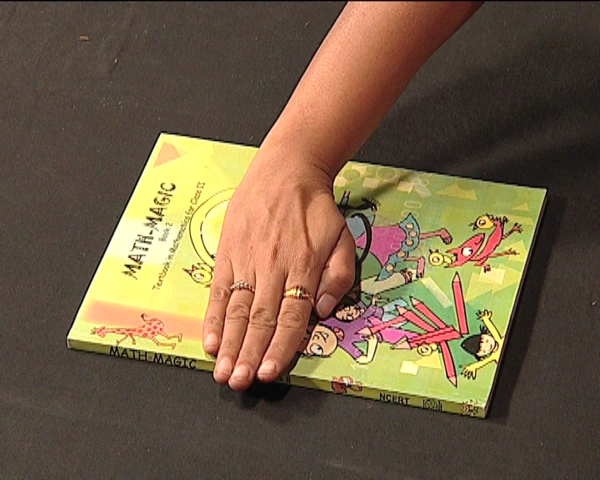 MATH-MAGIC
Book 2
Textbook in Mathematics for Class II
MATH-MAGIC
NCERT